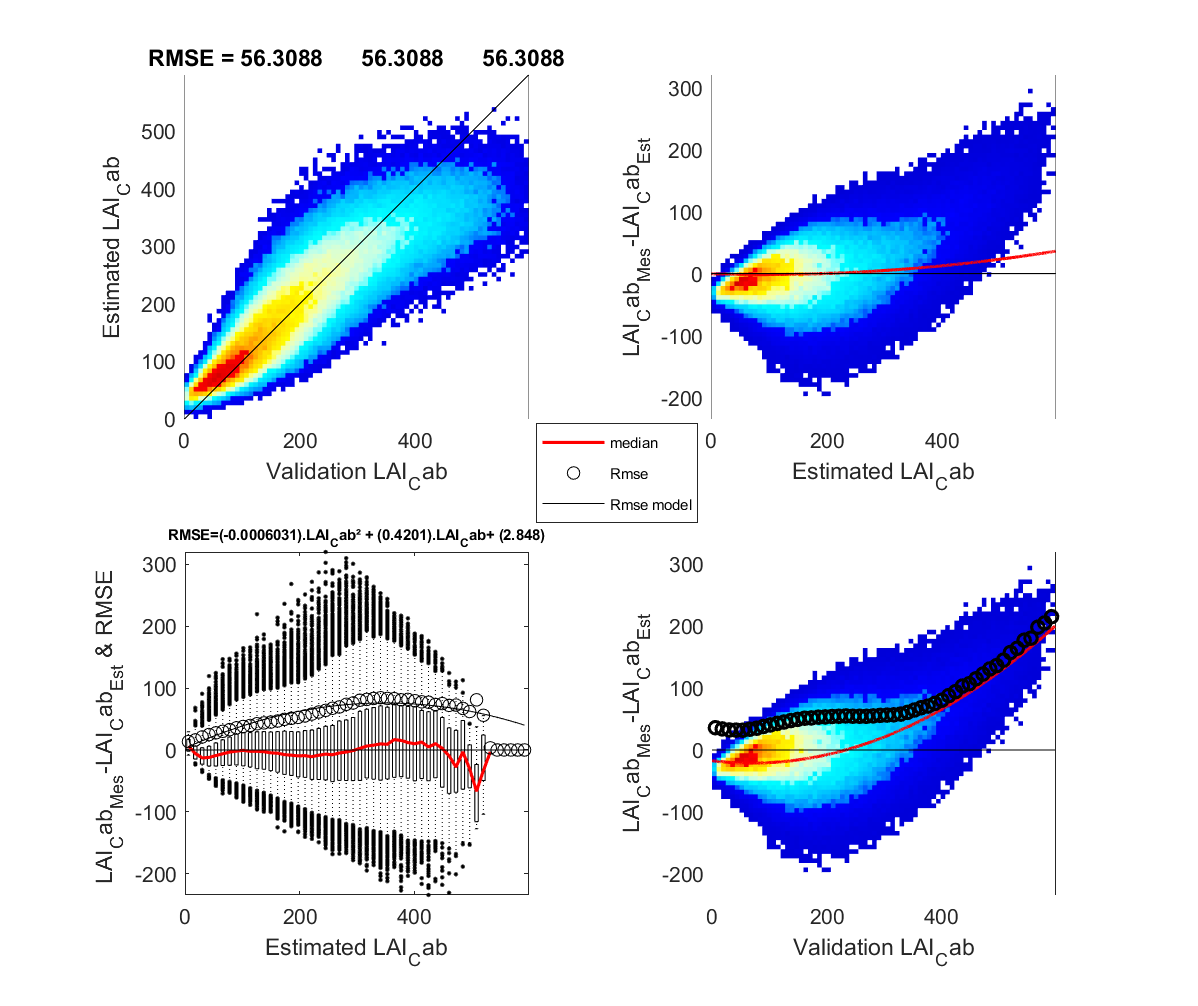 RMSE = 56.3088 56.3088 56.3088
500
400
300
200
100
0
0 200 400
Estimated LAI_Cab
Validation LAI_Cab
300
200
100
0
-100
-200
0 200 400
LAI_Cab_Mes-LAI_Cab_Est
Estimated LAI_Cab
median
Rmse
Rmse model
RMSE=(-0.0006031).LAI_Cab² + (0.4201).LAI_Cab+ (2.848)
300
200
100
0
-100
-200
0 200 400
LAI_Cab_Mes-LAI_Cab_Est & RMSE
Estimated LAI_Cab
300
200
100
0
-100
-200
0 200 400
LAI_Cab_Mes-LAI_Cab_Est
Validation LAI_Cab